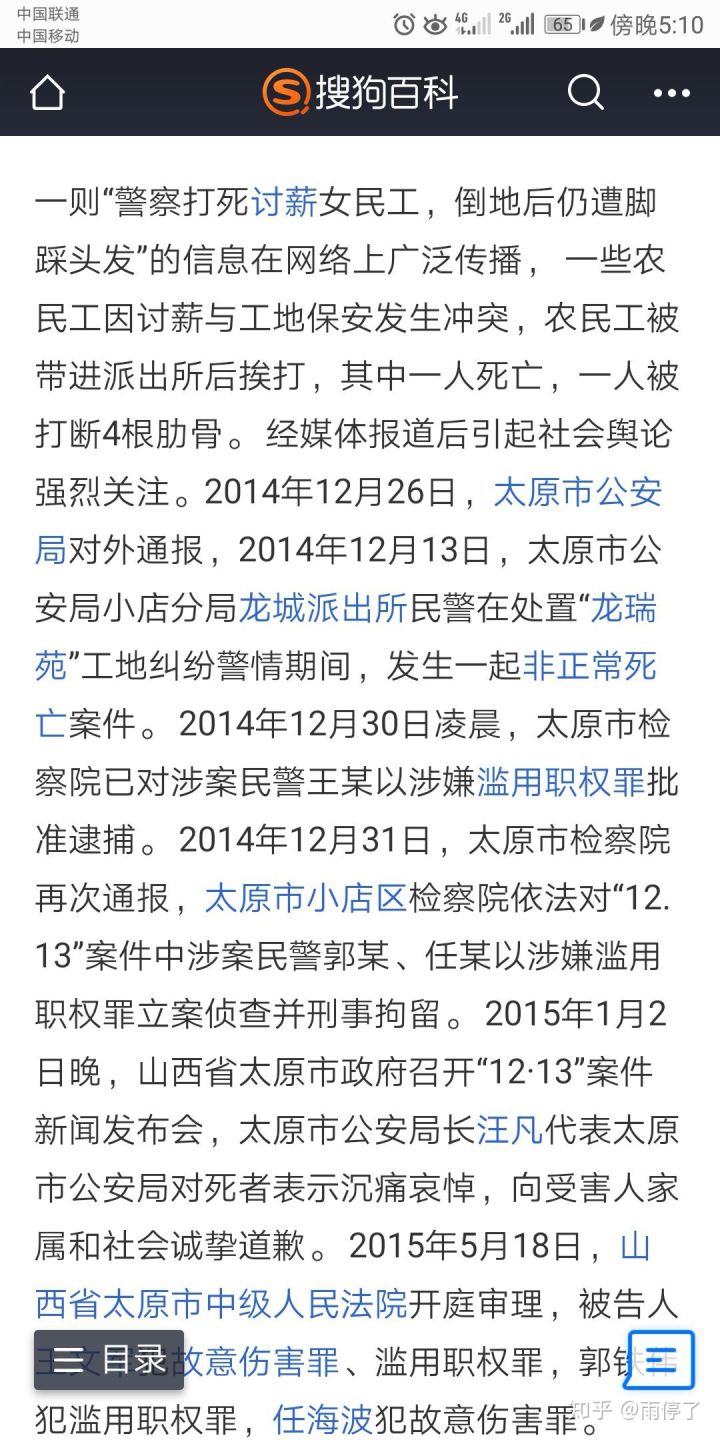 中国联通
中国移动
4G 2G 65 傍晚5:10
搜狗百科
一则“警察打死讨薪女民工，倒地后仍遭脚
踩头发”的信息在网络上广泛传播，一些农
民工因讨薪与工地保安发生冲突，农民工被
带进派出所后挨打，其中一人死亡，一人被
打断4根肋骨。经媒体报道后引起社会舆论
强烈关注。2014年12月26日，太原市公安
局对外通报，2014年12月13日，太原市公
安局小店分局龙城派出所民警在处置“龙瑞
苑”工地纠纷警情期间，发生一起非正常死
亡案件。2014年12月30日凌晨，太原市检
察院已对涉案民警王某以涉嫌滥用职权罪批
准逮捕。2014年12月31日，太原市检察院
再次通报，太原市小店区检察院依法对“12.
13”案件中涉案民警郭某、任某以涉嫌滥用
职权罪立案侦查并刑事拘留。2015年1月2
日晚，山西省太原市政府召开“12·13”案件
新闻发布会，太原市公安局长汪凡代表太原
市公安局对死者表示沉痛哀悼，向受害人家
属和社会诚挚道歉。2015年5月18日，山
西省太原市中级人民法院开庭审理，被告人
目录 故意伤害罪、滥用职权罪，郭铁
犯滥用职权罪，任海波犯故意伤害罪。
知乎 @雨停了